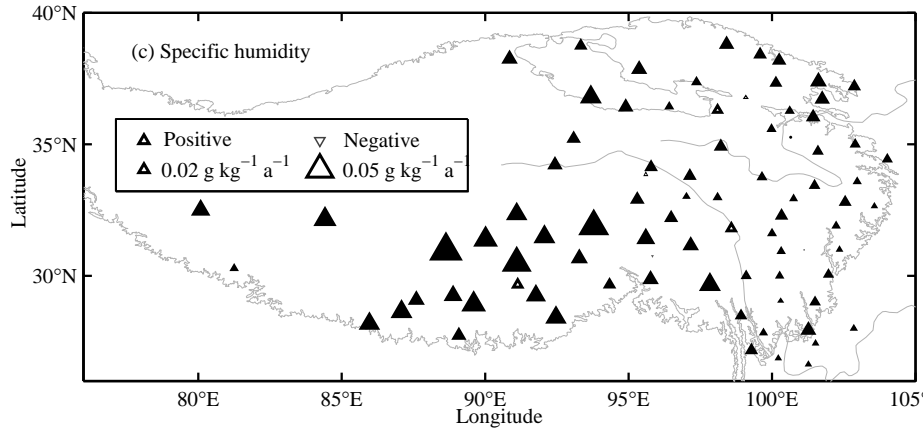 40°N
(c) Specific humidity
Positive
Negative
0.02 g kg⁻¹ a⁻¹
0.05 g kg⁻¹ a⁻¹
35°N
Latitude
30°N
80°E
85°E
90°E
95°E
100°E
105°E
Longitude